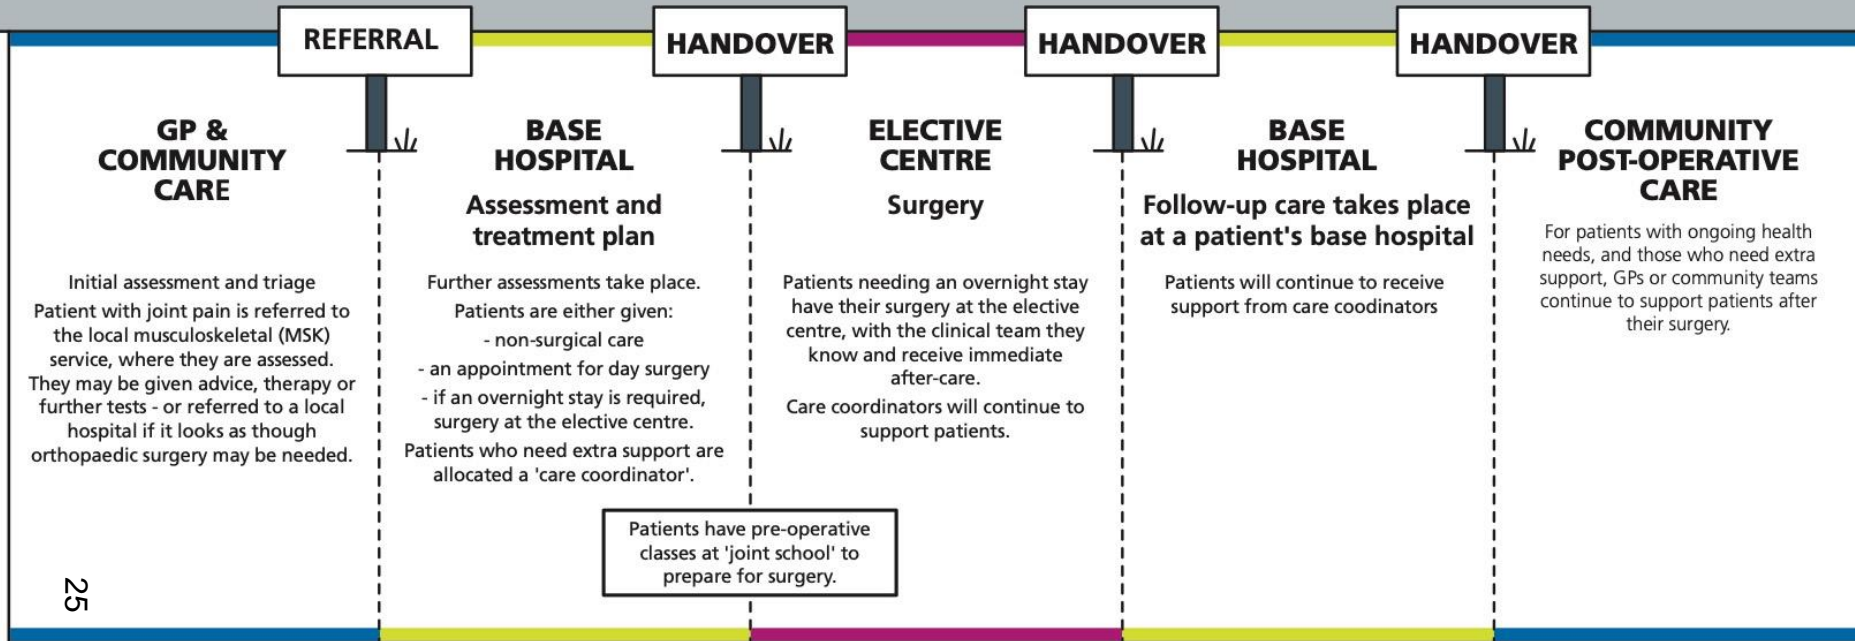 REFERRAL
HANDOVER
HANDOVER
HANDOVER
GP &
COMMUNITY
CARE
Initial assessment and triage
Patient with joint pain is referred to
the local musculoskeletal (MSK)
service, where they are assessed.
They may be given advice, therapy or
further tests - or referred to a local
hospital if it looks as though
orthopaedic surgery may be needed.
BASE
HOSPITAL
Assessment and
treatment plan
Further assessments take place.
Patients are either given:
- non-surgical care
- an appointment for day surgery
- if an overnight stay is required,
surgery at the elective centre.
Patients who need extra support are
allocated a 'care coordinator'.
Patients have pre-operative
classes at 'joint school' to
prepare for surgery.
ELECTIVE
CENTRE
Surgery
Patients needing an overnight stay
have their surgery at the elective
centre, with the clinical team they
know and receive immediate
after-care.
Care coordinators will continue to
support patients.
BASE
HOSPITAL
Follow-up care takes place
at a patient's base hospital
Patients will continue to receive
support from care coodinators
COMMUNITY
POST-OPERATIVE
CARE
For patients with ongoing health
needs, and those who need extra
support, GPs or community teams
continue to support patients after
their surgery.
25